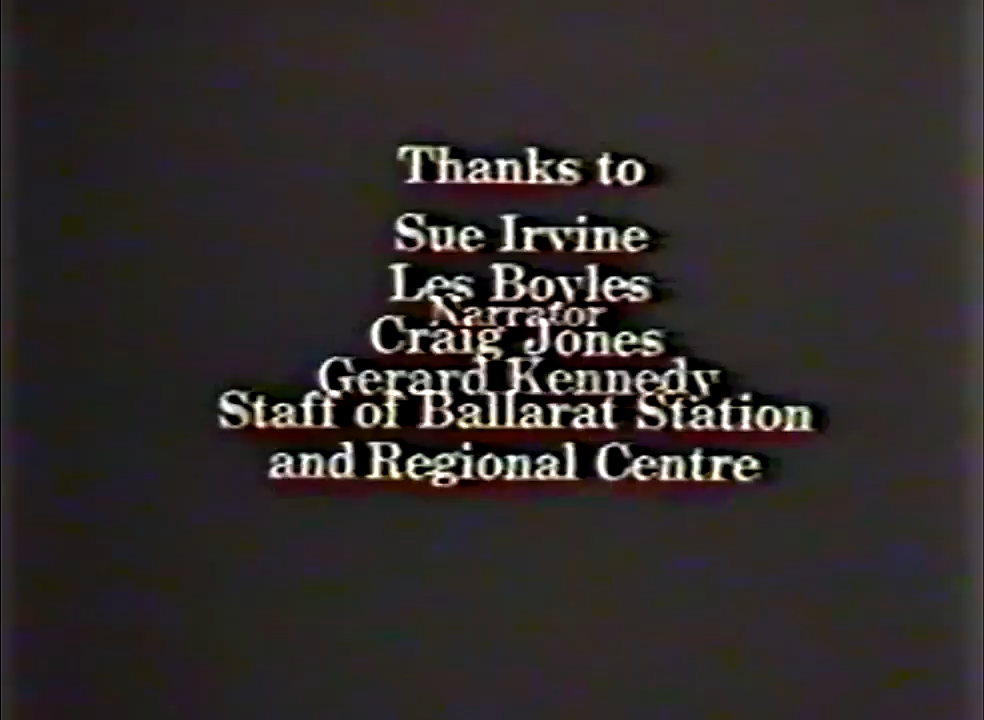 Thanks to
Sue Irvine
Les Boyles
Narrator
Craig Jones
Gerard Kennedy
Staff of Ballarat Station
and Regional Centre